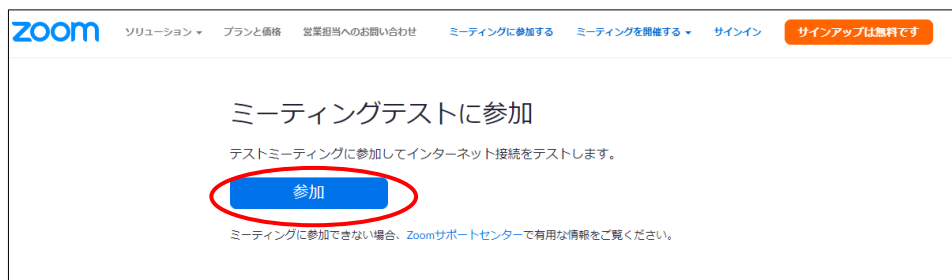 zoom ソリューション プランと価格 営業担当へのお問い合わせ ミーティングに参加する ミーティングを開催する サインイン サインアップは無料です
ミーティングテストに参加
テストミーティングに参加してインターネット接続をテストします。
参加
ミーティングに参加できない場合、Zoomサポートセンターで有用な情報をご覧ください。